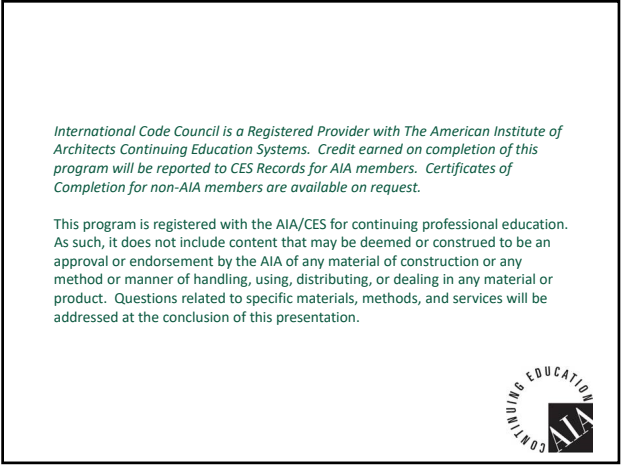 International Code Council is a Registered Provider with The American Institute of
Architects Continuing Education Systems.  Credit earned on completion of this
program will be reported to CES Records for AIA members.  Certificates of
Completion for non-AIA members are available on request.
This program is registered with the AIA/CES for continuing professional education.
As such, it does not include content that may be deemed or construed to be an
approval or endorsement by the AIA of any material of construction or any
method or manner of handling, using, distributing, or dealing in any material or
product.  Questions related to specific materials, methods, and services will be
addressed at the conclusion of this presentation.
CONTINUING EDUCATION
AIA